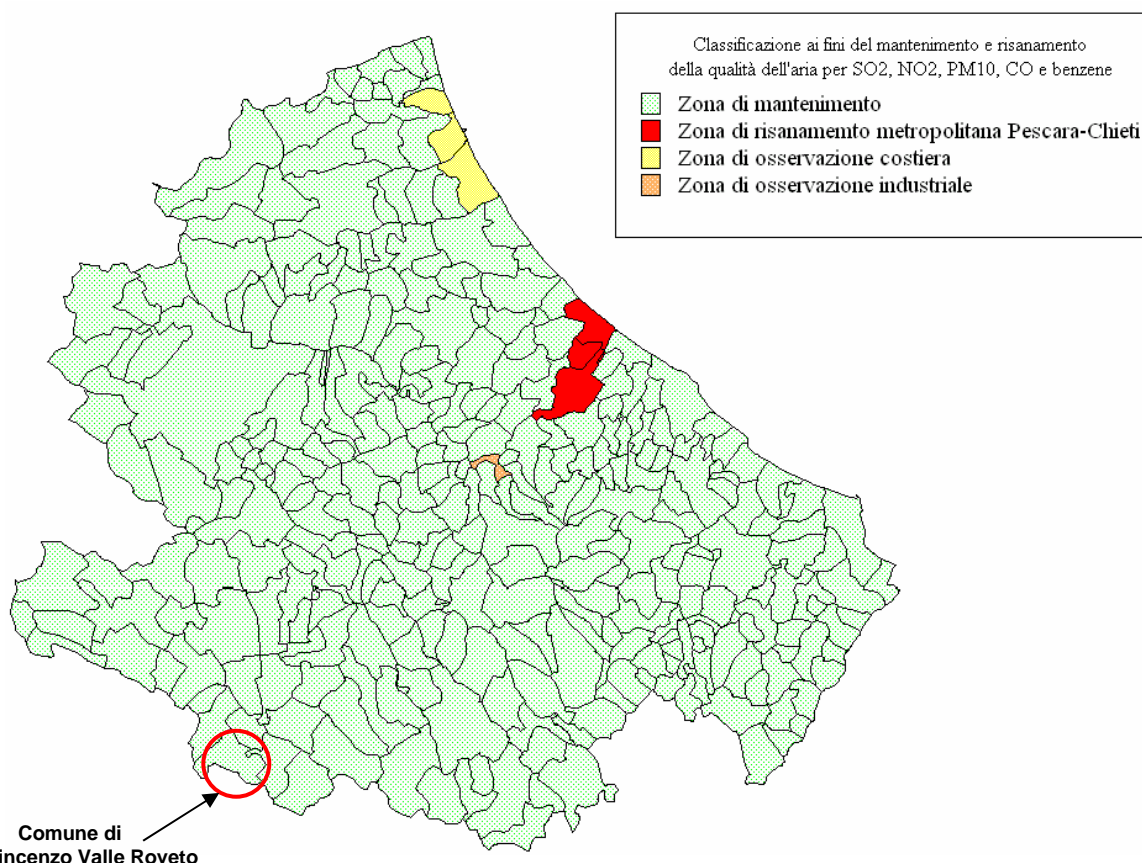 Classificazione ai fini del mantenimento e risanamento
della qualità dell'aria per SO2, NO2, PM10, CO e benzene
Zona di mantenimento
Zona di risanamemto metropolitana Pescara-Chieti
Zona di osservazione costiera
Zona di osservazione industriale
Comune di
incenzo Valle Roveto